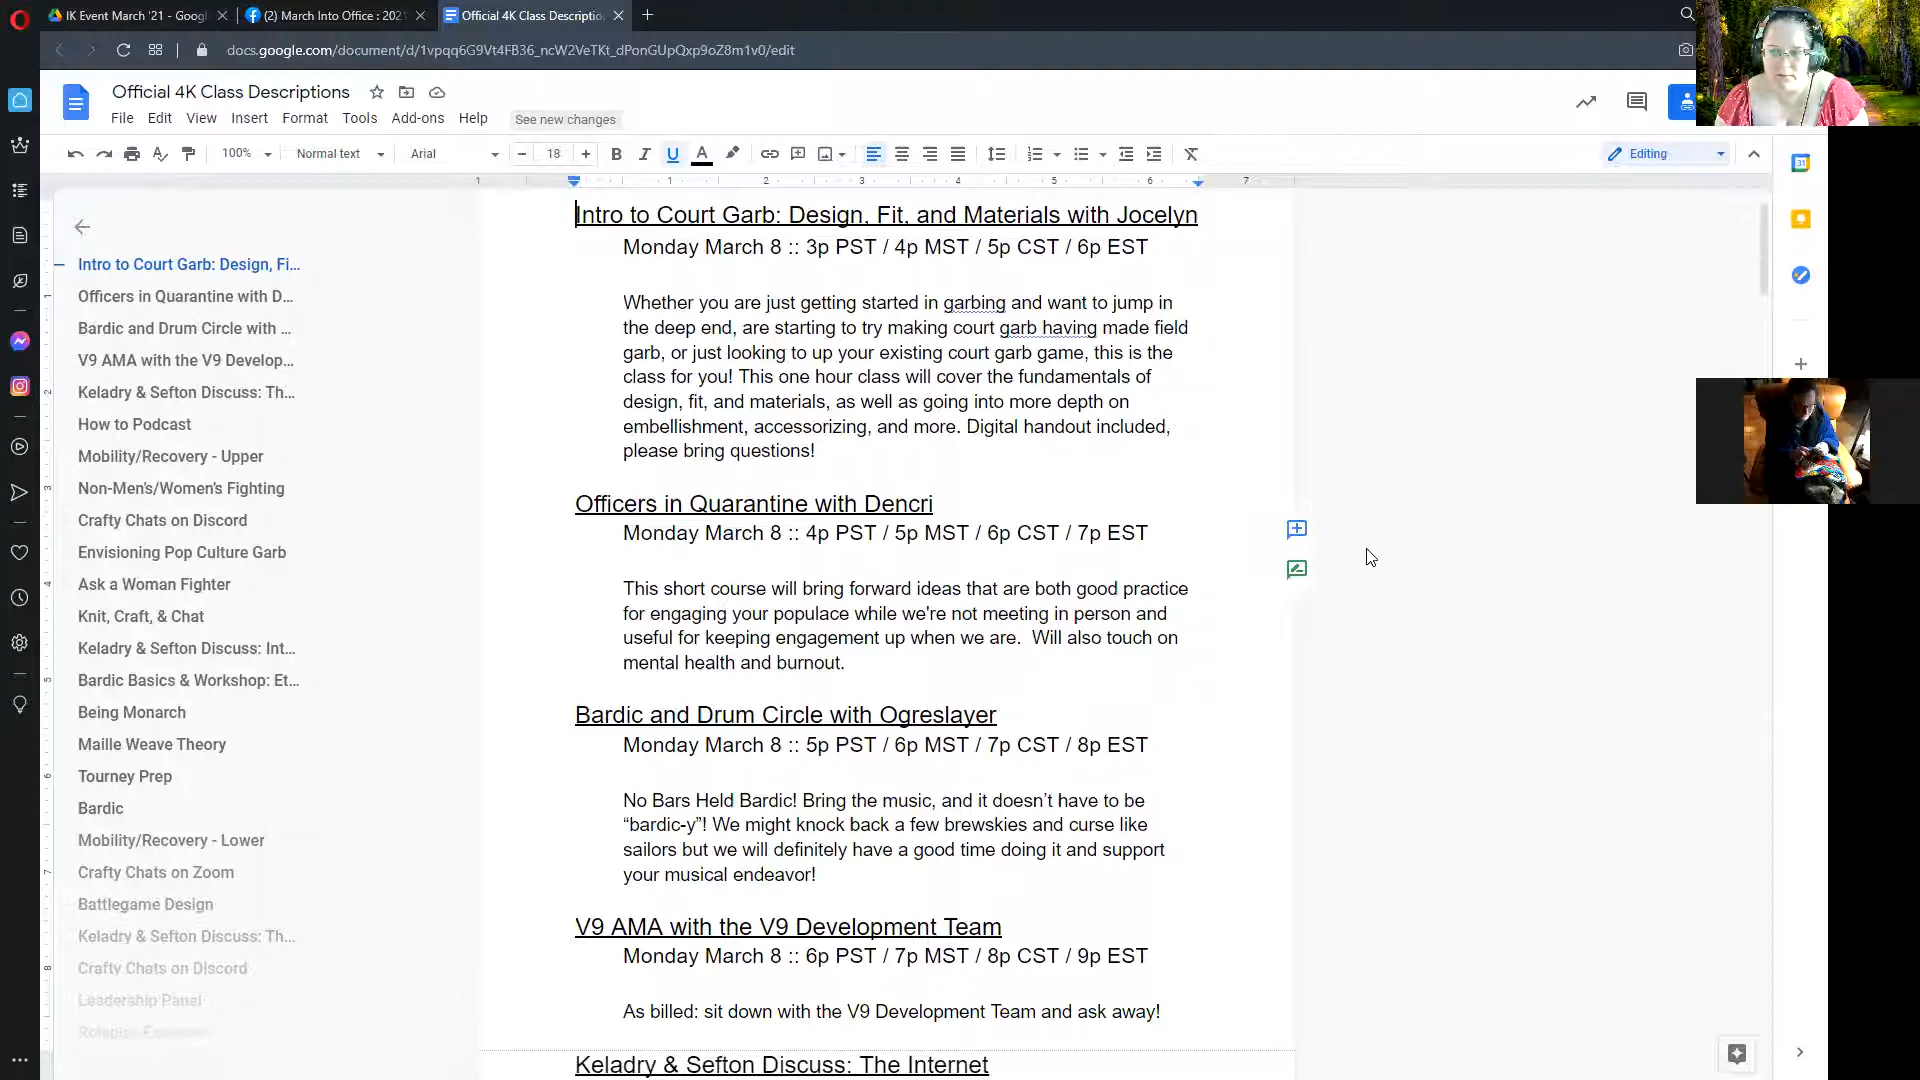 IK Event March '21 - Googl
(2) March Into Office : 2021
Official 4K Class Descriptio
docs.google.com/document/d/1vpqq6G9Vt4FB36_ncW2VeTKt_dPonGUpQxp9oZ8m1v0/edit
Official 4K Class Descriptions
File Edit View Insert Format Tools Add-ons Help See new changes
100% Normal text Arial 18 Editing
1 1 2 3 4 5 6 7
Intro to Court Garb: Design, Fi...
Officers in Quarantine with D...
Bardic and Drum Circle with ...
V9 AMA with the V9 Develop...
Keladry & Sefton Discuss: Th...
How to Podcast
Mobility/Recovery - Upper
Non-Men's/Women's Fighting
Crafty Chats on Discord
Envisioning Pop Culture Garb
Ask a Woman Fighter
Knit, Craft, & Chat
Keladry & Sefton Discuss: Int...
Bardic Basics & Workshop: Et...
Being Monarch
Maille Weave Theory
Tourney Prep
Bardic
Mobility/Recovery - Lower
Crafty Chats on Zoom
Battlegame Design
Keladry & Sefton Discuss: Th...
Crafty Chats on Discord
Leadership Panel
Intro to Court Garb: Design, Fit, and Materials with Jocelyn
Monday March 8 :: 3p PST / 4p MST / 5p CST / 6p EST
Whether you are just getting started in garbing and want to jump in
the deep end, are starting to try making court garb having made field
garb, or just looking to up your existing court garb game, this is the
class for you! This one hour class will cover the fundamentals of
design, fit, and materials, as well as going into more depth on
embellishment, accessorizing, and more. Digital handout included,
please bring questions!
Officers in Quarantine with Dencri
Monday March 8 :: 4p PST / 5p MST / 6p CST / 7p EST
This short course will bring forward ideas that are both good practice
for engaging your populace while we're not meeting in person and
useful for keeping engagement up when we are.  Will also touch on
mental health and burnout.
Bardic and Drum Circle with Ogreslayer
Monday March 8 :: 5p PST / 6p MST / 7p CST / 8p EST
No Bars Held Bardic! Bring the music, and it doesn’t have to be
“bardic-y”! We might knock back a few brewskies and curse like
sailors but we will definitely have a good time doing it and support
your musical endeavor!
V9 AMA with the V9 Development Team
Monday March 8 :: 6p PST / 7p MST / 8p CST / 9p EST
As billed: sit down with the V9 Development Team and ask away!
Keladry & Sefton Discuss: The Internet